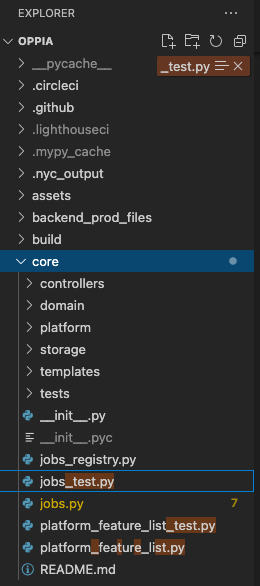 EXPLORER
OPPIA
__pycache__
_test.py
.circleci
.github
.lighthouseci
.mypy_cache
.nyc_output
assets
backend_prod_files
build
core
controllers
domain
platform
storage
templates
tests
__init__.py
__init__.pyc
jobs_registry.py
jobs_test.py
jobs.py 7
platform_feature_list_test.py
platform_feature_list.py
README.md